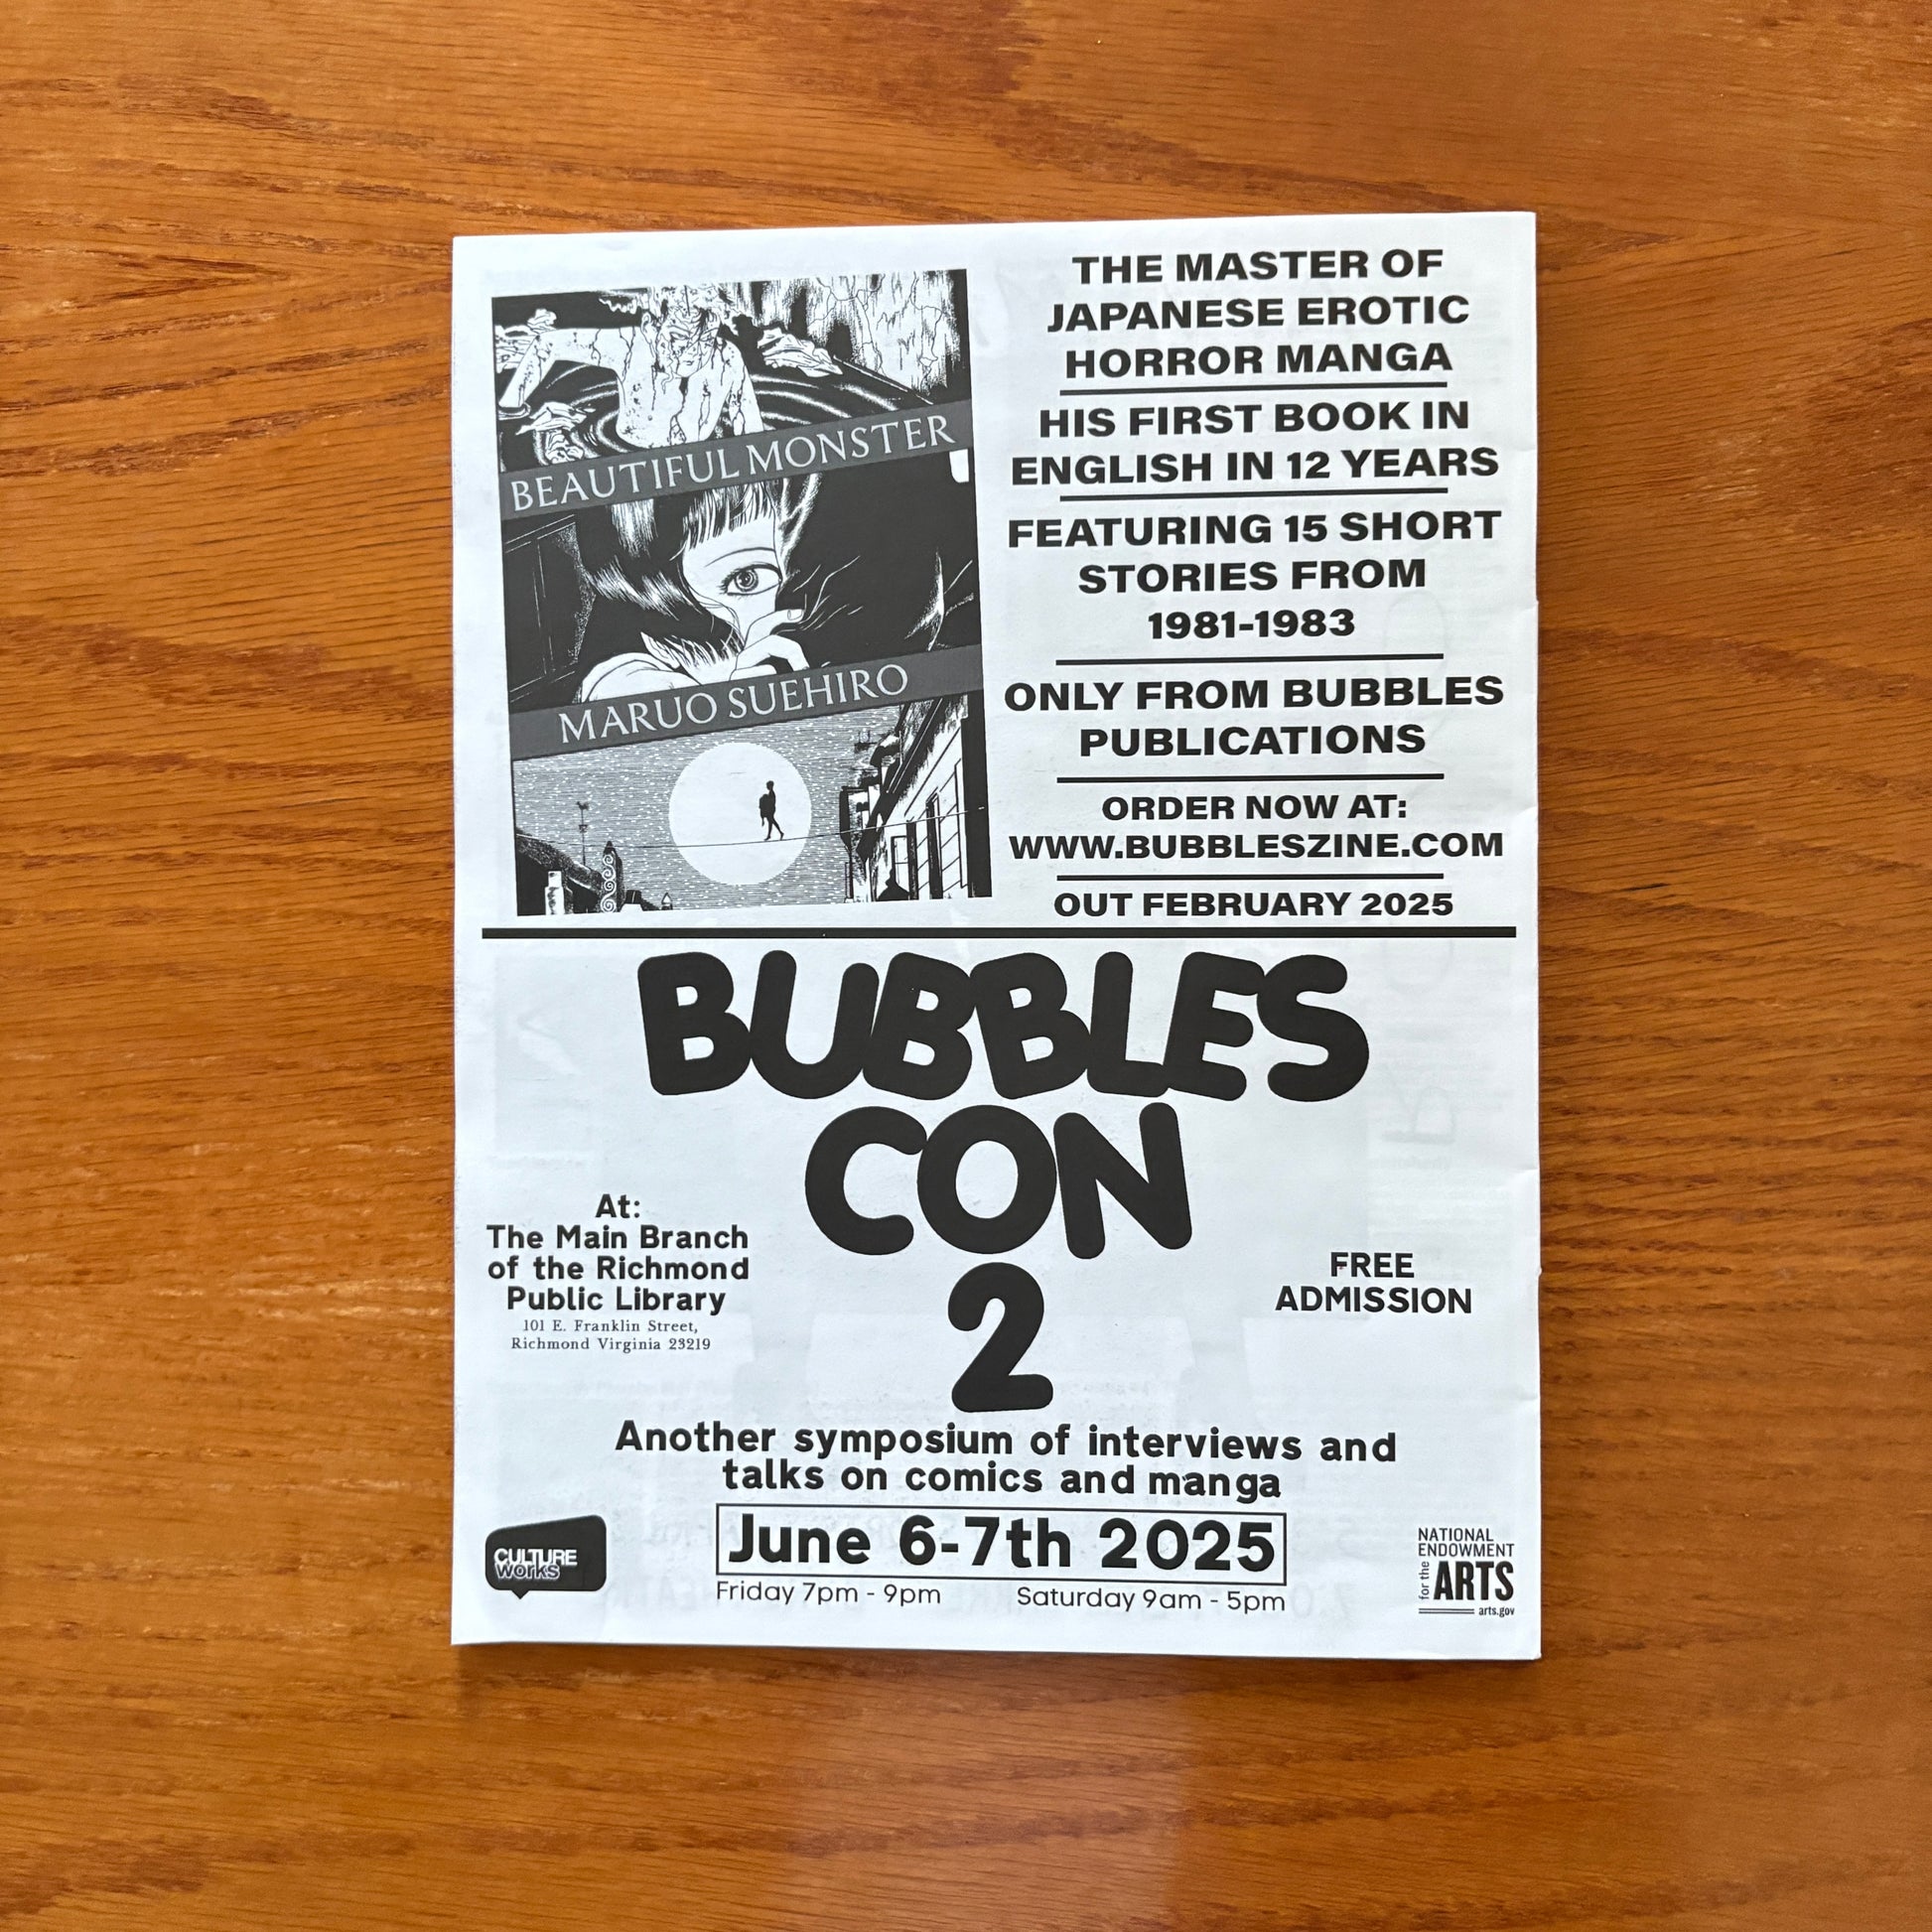 BEAUTIFUL MONSTER
MARUO SUEHIRO
THE MASTER OF
JAPANESE EROTIC
HORROR MANGA
HIS FIRST BOOK IN
ENGLISH IN 12 YEARS
FEATURING 15 SHORT
STORIES FROM
1981-1983
ONLY FROM BUBBLES
PUBLICATIONS
ORDER NOW AT:
WWW.BUBBLESZINE.COM
OUT FEBRUARY 2025
BUBBLES
CON
2
At:
The Main Branch
of the Richmond
Public Library
101 E. Franklin Street,
Richmond Virginia 23219
FREE
ADMISSION
Another symposium of interviews and
talks on comics and manga
June 6-7th 2025
Friday 7pm - 9pm Saturday 9am - 5pm
CULTURE
WORKS
NATIONAL
ENDOWMENT
for the ARTS
arts.gov